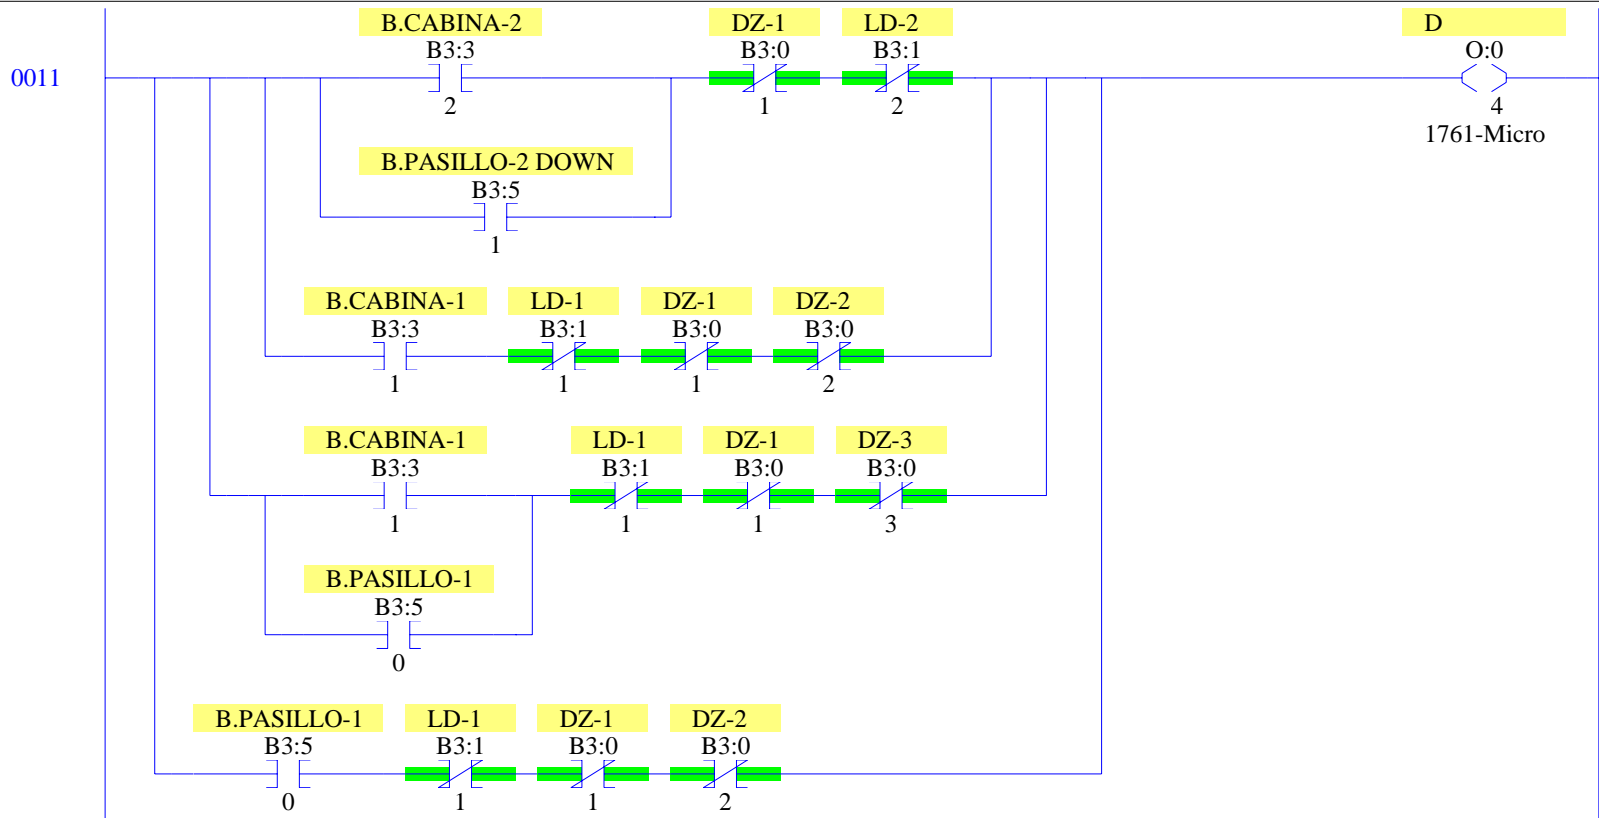 B.CABINA-2 DZ-1 LD-2 D
B3:3 B3:0 B3:1 O:0
0011
2 1 2 4
1761-Micro
B.PASILLO-2 DOWN
B3:5
1
B.CABINA-1 LD-1 DZ-1 DZ-2
B3:3 B3:1 B3:0 B3:0
1 1 1 2
B.CABINA-1 LD-1 DZ-1 DZ-3
B3:3 B3:1 B3:0 B3:0
1 1 1 3
B.PASILLO-1
B3:5
0
B.PASILLO-1 LD-1 DZ-1 DZ-2
B3:5 B3:1 B3:0 B3:0
0 1 1 2